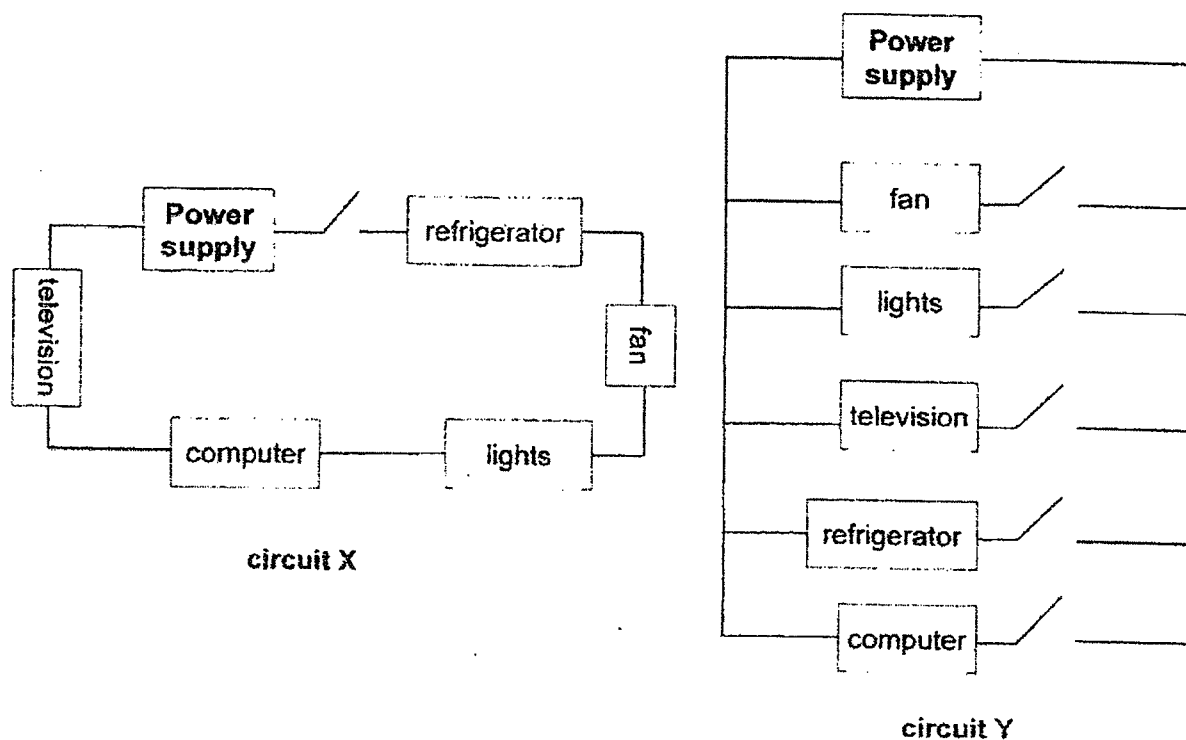 Power
supply
refrigerator
television
fan
computer
lights
circuit X
Power
supply
fan
lights
television
refrigerator
computer
circuit Y